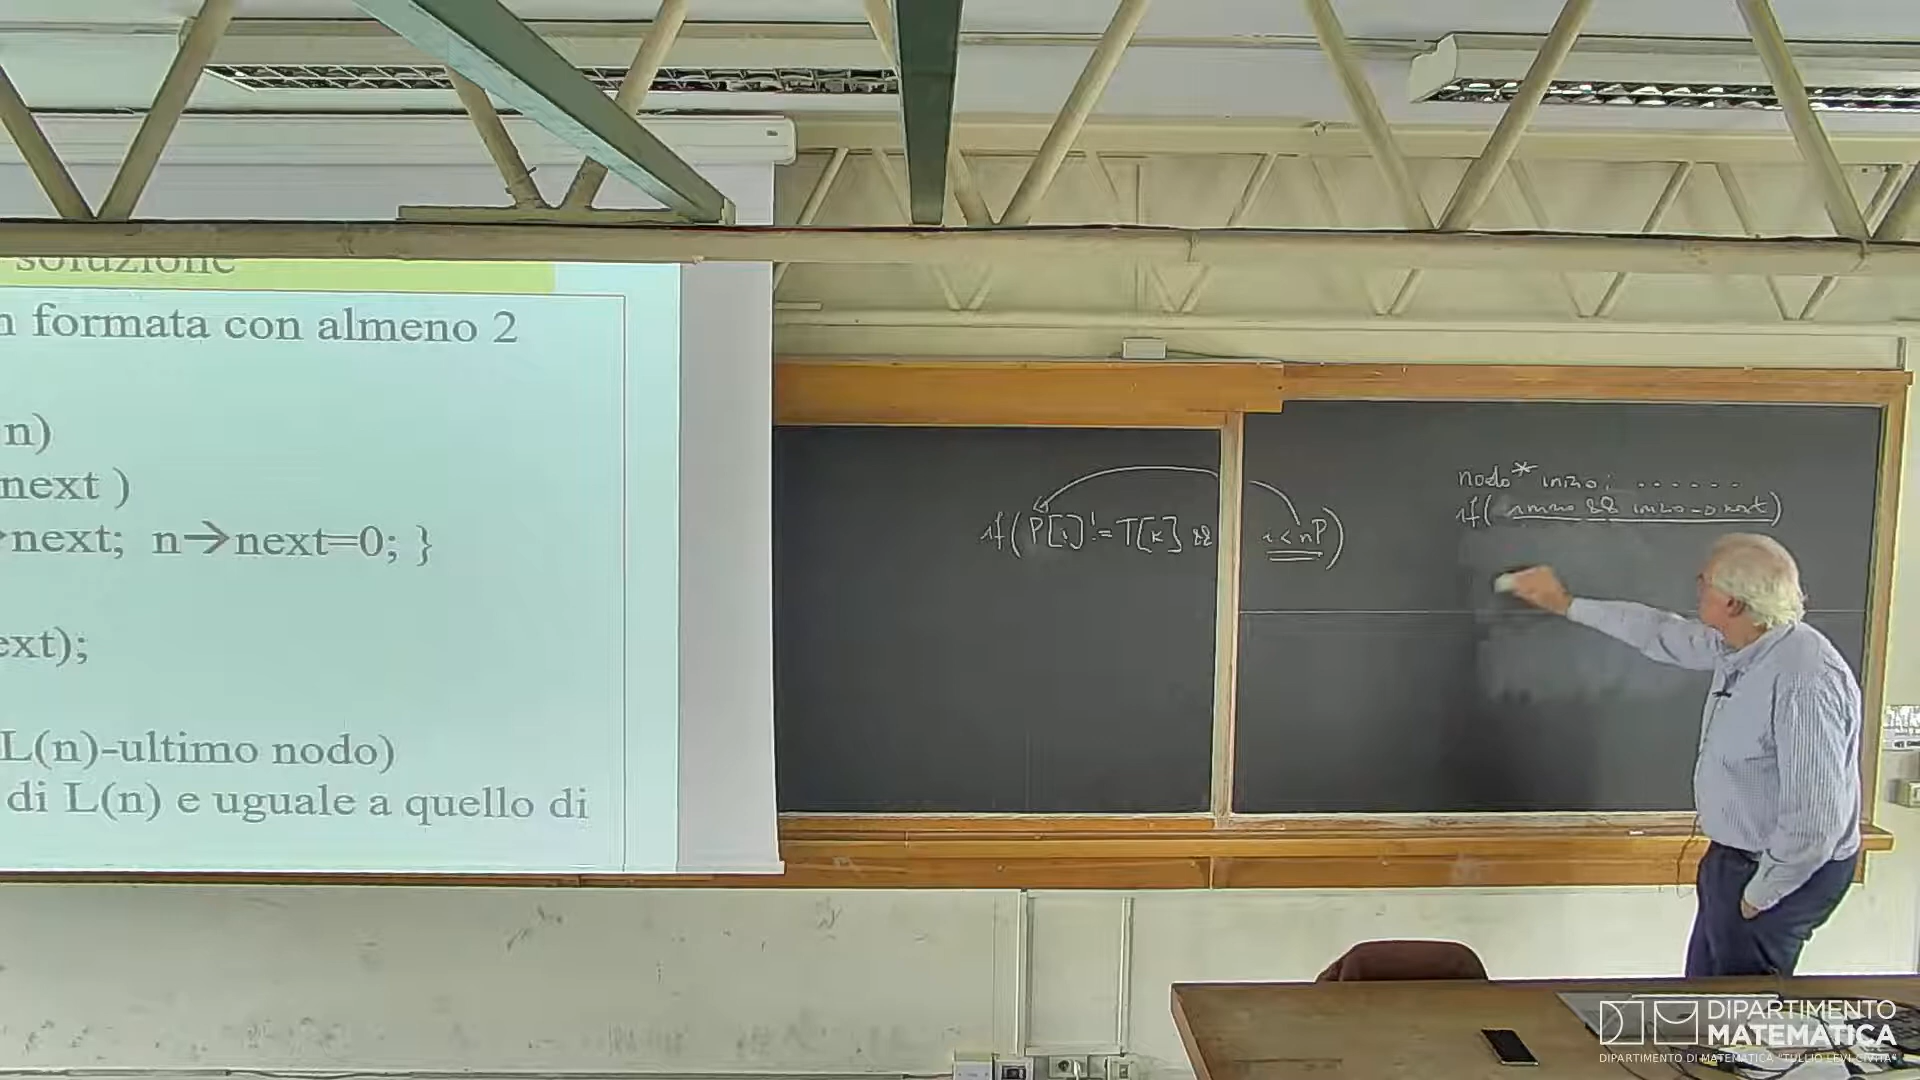 soluzione
n formata con almeno 2
n)
next )
next; n→next=0; }
ext);
L(n)-ultimo nodo)
di L(n) e uguale a quello di
if(P[i]!=T[k] && i<nP)
nodo* inizio; ......
if( inizio && inizio->next)
DIPARTIMENTO
MATEMATICA
DIPARTIMENTO DI MATEMATICA "TULLIO LEVI-CIVITA"